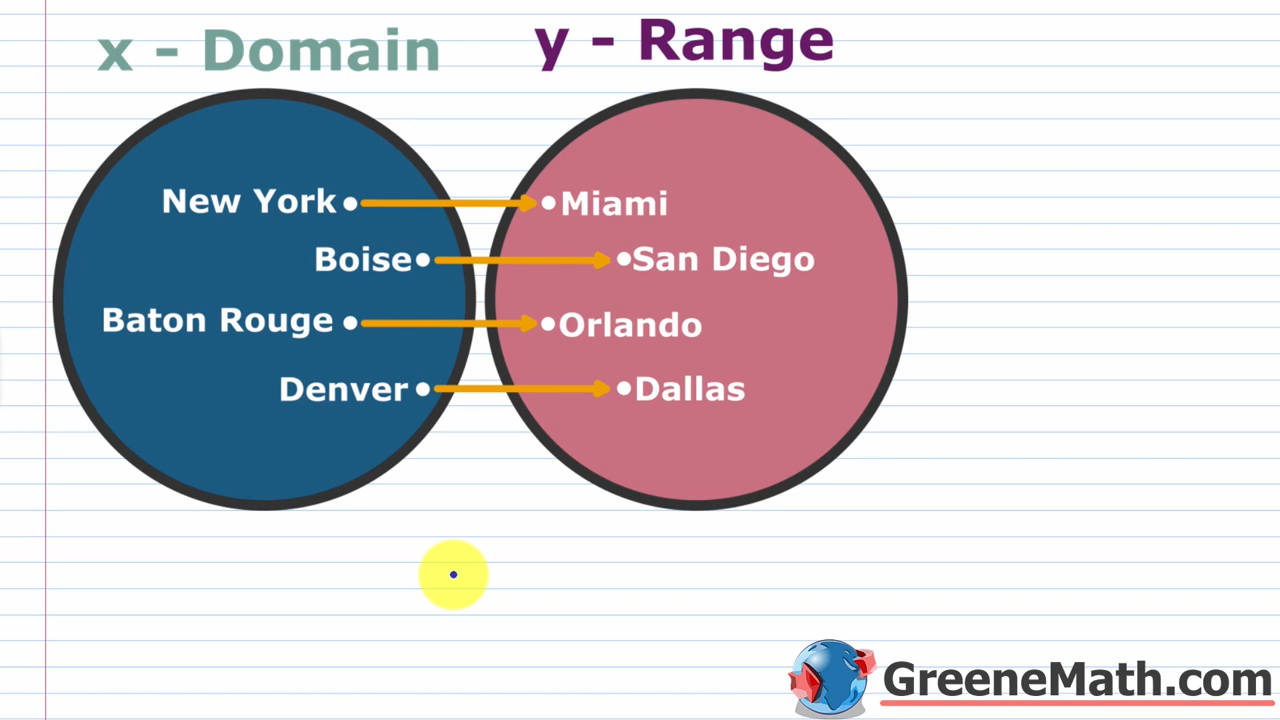 x - Domain
y - Range
New York
Miami
Boise
San Diego
Baton Rouge
Orlando
Denver
Dallas
GreeneMath.com